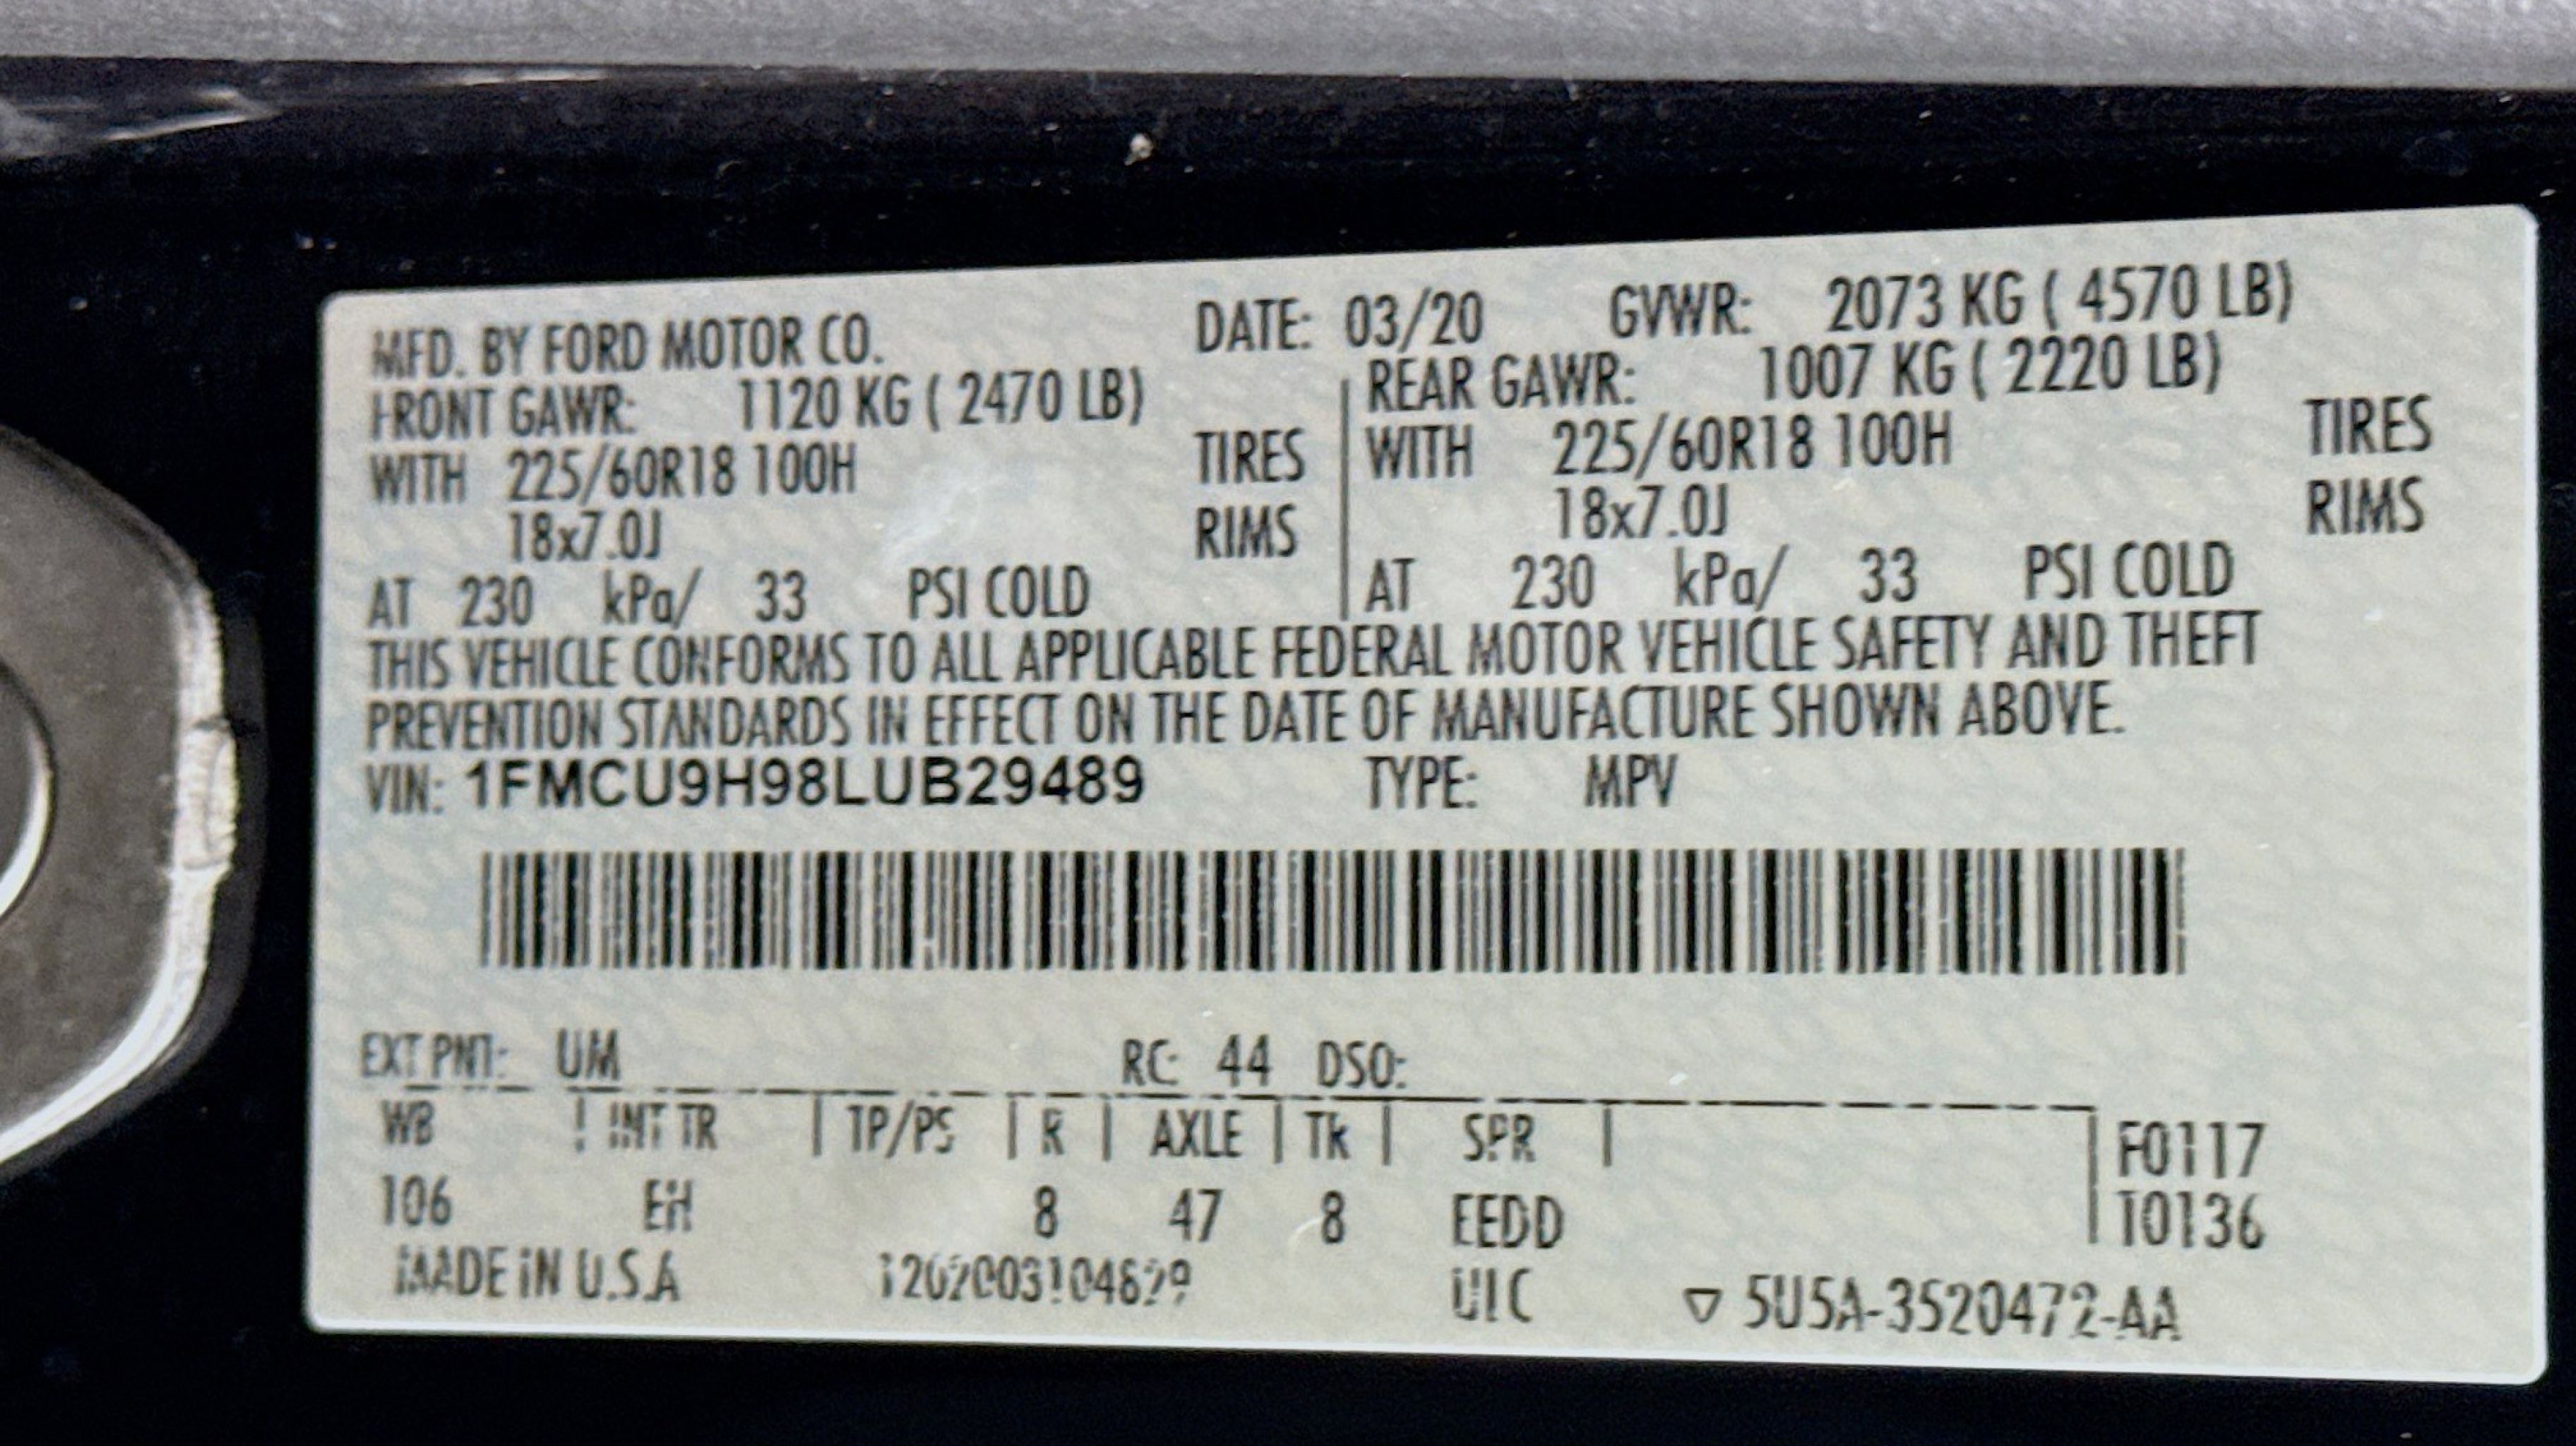 MFD. BY FORD MOTOR CO. DATE: 03/20 GVWR: 2073 KG ( 4570 LB)
FRONT GAWR: 1120 KG ( 2470 LB) REAR GAWR: 1007 KG ( 2220 LB)
WITH 225/60R18 100H TIRES WITH 225/60R18 100H TIRES
18x7.0J RIMS 18x7.0J RIMS
AT 230 kPa/ 33 PSI COLD AT 230 kPa/ 33 PSI COLD
THIS VEHICLE CONFORMS TO ALL APPLICABLE FEDERAL MOTOR VEHICLE SAFETY AND THEFT
PREVENTION STANDARDS IN EFFECT ON THE DATE OF MANUFACTURE SHOWN ABOVE.
VIN: 1FMCU9H98LUB29489 TYPE: MPV
EXT PNT: UM RC: 44 DSO:
WB | INT TR | TP/PS | R | AXLE | TR | SPR | F0117
106 EH 8 47 8 EEDD T0136
MADE IN U.S.A UIC ▽ 5U5A-3520472-AA